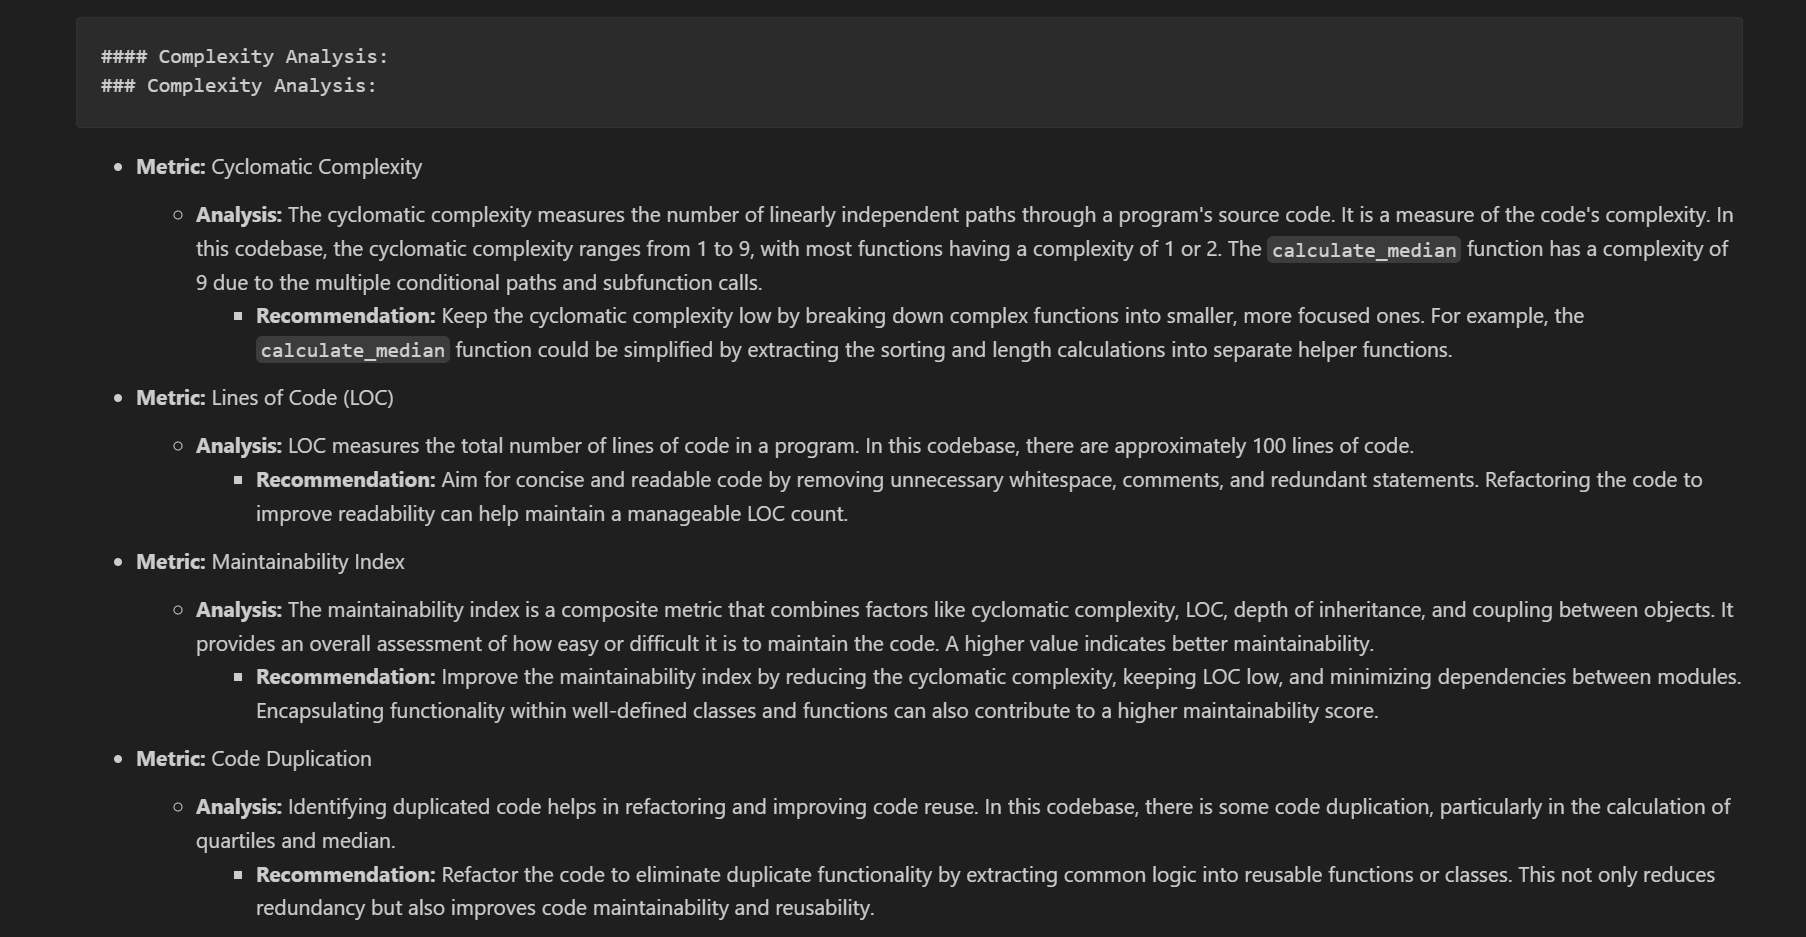 #### Complexity Analysis:
### Complexity Analysis:
Metric: Cyclomatic Complexity
Analysis: The cyclomatic complexity measures the number of linearly independent paths through a program's source code. It is a measure of the code's complexity. In
this codebase, the cyclomatic complexity ranges from 1 to 9, with most functions having a complexity of 1 or 2. The calculate_median function has a complexity of
9 due to the multiple conditional paths and subfunction calls.
Recommendation: Keep the cyclomatic complexity low by breaking down complex functions into smaller, more focused ones. For example, the
calculate_median function could be simplified by extracting the sorting and length calculations into separate helper functions.
Metric: Lines of Code (LOC)
Analysis: LOC measures the total number of lines of code in a program. In this codebase, there are approximately 100 lines of code.
Recommendation: Aim for concise and readable code by removing unnecessary whitespace, comments, and redundant statements. Refactoring the code to
improve readability can help maintain a manageable LOC count.
Metric: Maintainability Index
Analysis: The maintainability index is a composite metric that combines factors like cyclomatic complexity, LOC, depth of inheritance, and coupling between objects. It
provides an overall assessment of how easy or difficult it is to maintain the code. A higher value indicates better maintainability.
Recommendation: Improve the maintainability index by reducing the cyclomatic complexity, keeping LOC low, and minimizing dependencies between modules.
Encapsulating functionality within well-defined classes and functions can also contribute to a higher maintainability score.
Metric: Code Duplication
Analysis: Identifying duplicated code helps in refactoring and improving code reuse. In this codebase, there is some code duplication, particularly in the calculation of
quartiles and median.
Recommendation: Refactor the code to eliminate duplicate functionality by extracting common logic into reusable functions or classes. This not only reduces
redundancy but also improves code maintainability and reusability.